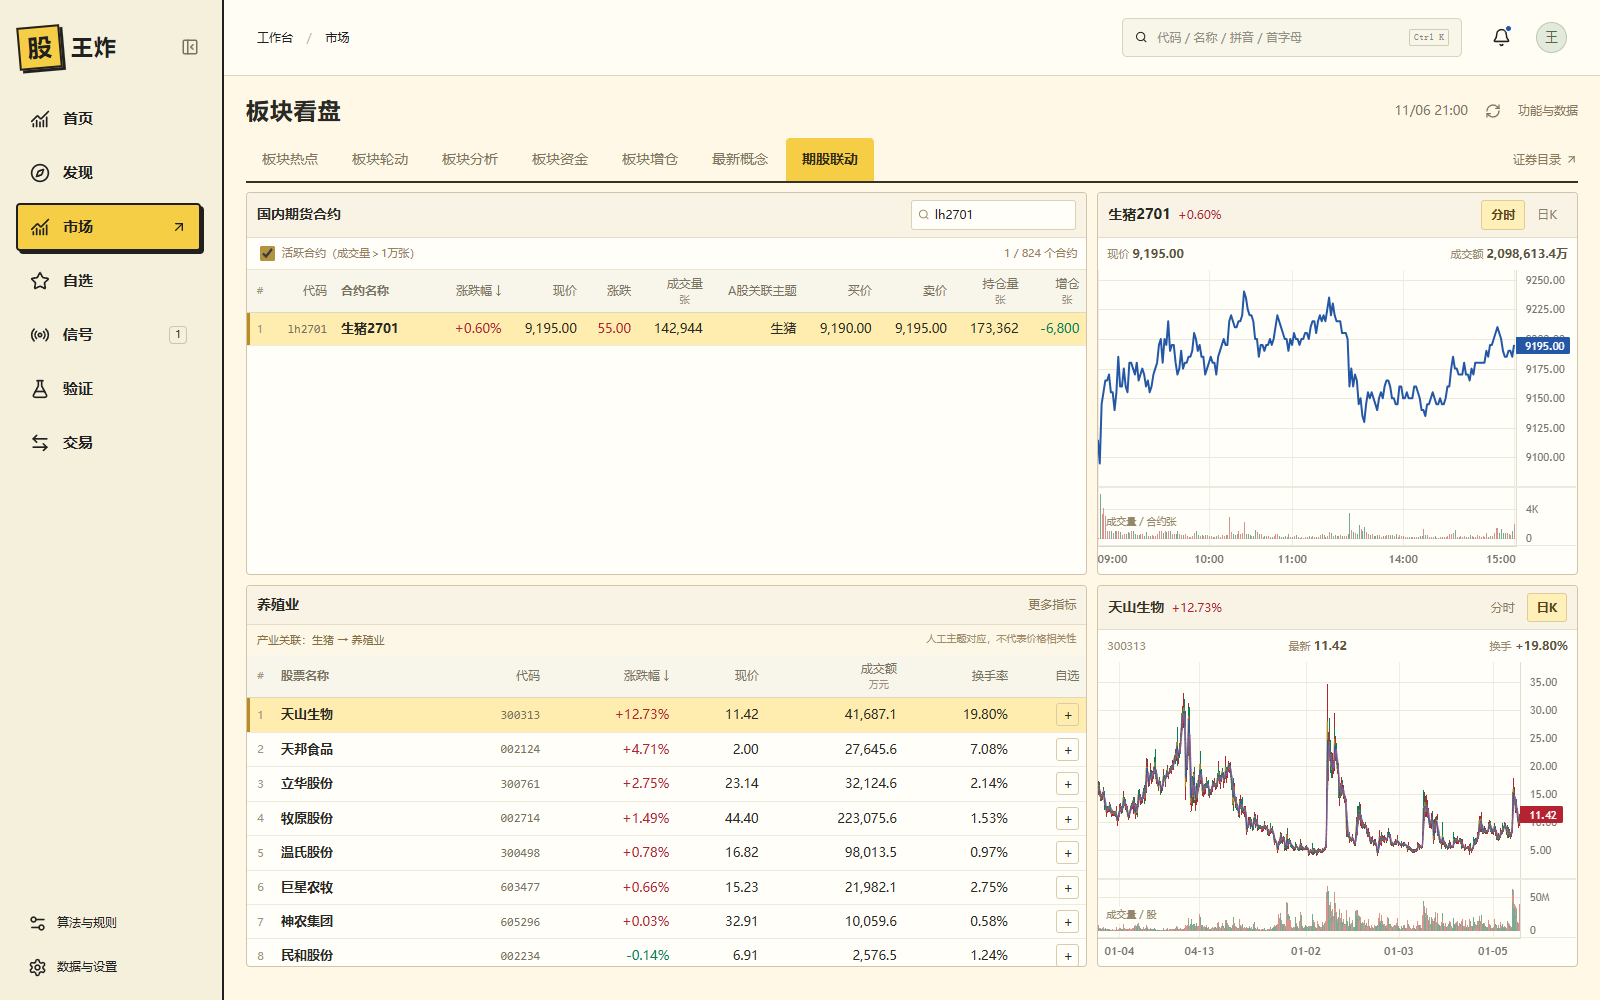 股 王炸
首页
发现
市场
自选
信号 1
验证
交易
算法与规则
数据与设置
工作台 / 市场
代码 / 名称 / 拼音 / 首字母 Ctrl K
王
板块看盘
11/06 21:00 功能与数据
板块热点 板块轮动 板块分析 板块资金 板块增仓 最新概念 期股联动
证券目录
国内期货合约
lh2701
活跃合约（成交量 > 1万张） 1 / 824 个合约
# 代码 合约名称 涨跌幅↓ 现价 涨跌 成交量 张 A股关联主题 买价 卖价 持仓量 张 增仓 张
1 lh2701 生猪2701 +0.60% 9,195.00 55.00 142,944 生猪 9,190.00 9,195.00 173,362 -6,800
生猪2701 +0.60% 分时 日K
现价 9,195.00 成交额 2,098,613.4万
9250.00
9225.00
9195.00
9175.00
9150.00
9125.00
9100.00
成交量 / 合约张
4K
0
09:00 10:00 11:00 14:00 15:00
养殖业 更多指标
产业关联：生猪 → 养殖业 人工主题对应，不代表价格相关性
# 股票名称 代码 涨跌幅↓ 现价 成交额 万元 换手率 自选
1 天山生物 300313 +12.73% 11.42 41,687.1 19.80% +
2 天邦食品 002124 +4.71% 2.00 27,645.6 7.08% +
3 立华股份 300761 +2.75% 23.14 32,124.6 2.14% +
4 牧原股份 002714 +1.49% 44.40 223,075.6 1.53% +
5 温氏股份 300498 +0.78% 16.82 98,013.5 0.97% +
6 巨星农牧 603477 +0.66% 15.23 21,982.1 2.75% +
7 神农集团 605296 +0.03% 32.91 10,059.6 0.58% +
8 民和股份 002234 -0.14% 6.91 2,576.5 1.24% +
天山生物 +12.73% 分时 日K
300313 最新 11.42 换手 +19.80%
35.00
30.00
25.00
20.00
15.00
11.42
5.00
成交量 / 股
50M
0
01-04 04-13 01-02 01-03 01-05